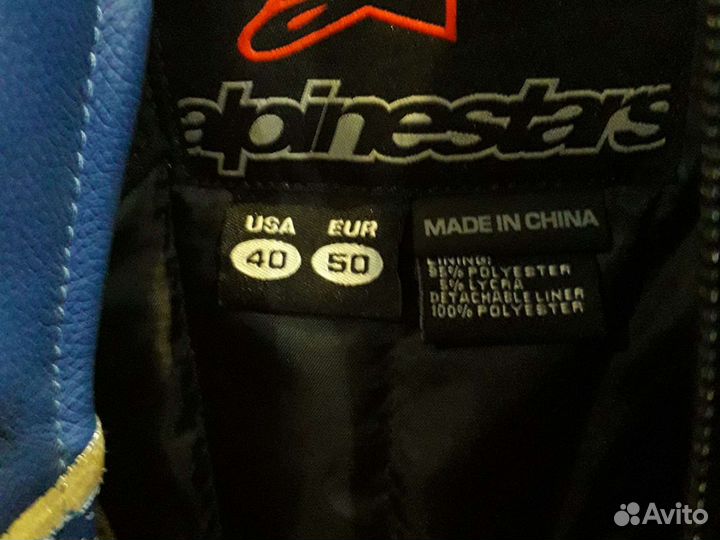 alpinestars
USA EUR
40 50
MADE IN CHINA
LINING:
95% POLYESTER
5% LYCRA
DETACHABLE LINER
100% POLYESTER
Avito